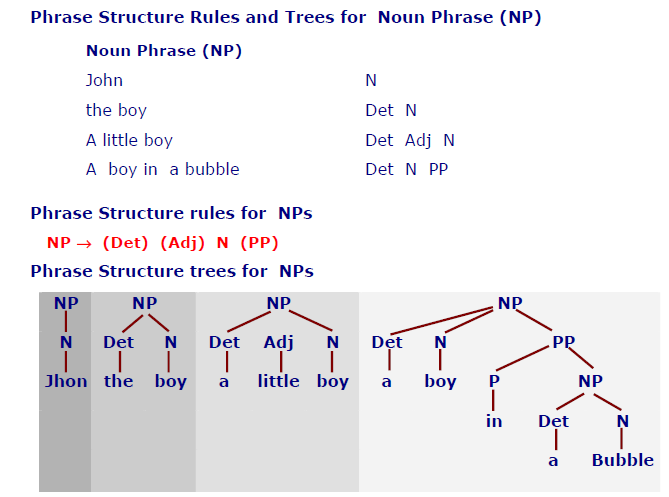 Phrase Structure Rules and Trees for Noun Phrase (NP)
Noun Phrase (NP)
John N
the boy Det N
A little boy Det Adj N
A boy in a bubble Det N PP
Phrase Structure rules for NPs
NP → (Det) (Adj) N (PP)
Phrase Structure trees for NPs
NP NP NP NP
N Det N Det Adj N Det N PP
Jhon the boy a little boy a boy P NP
in Det N
a Bubble